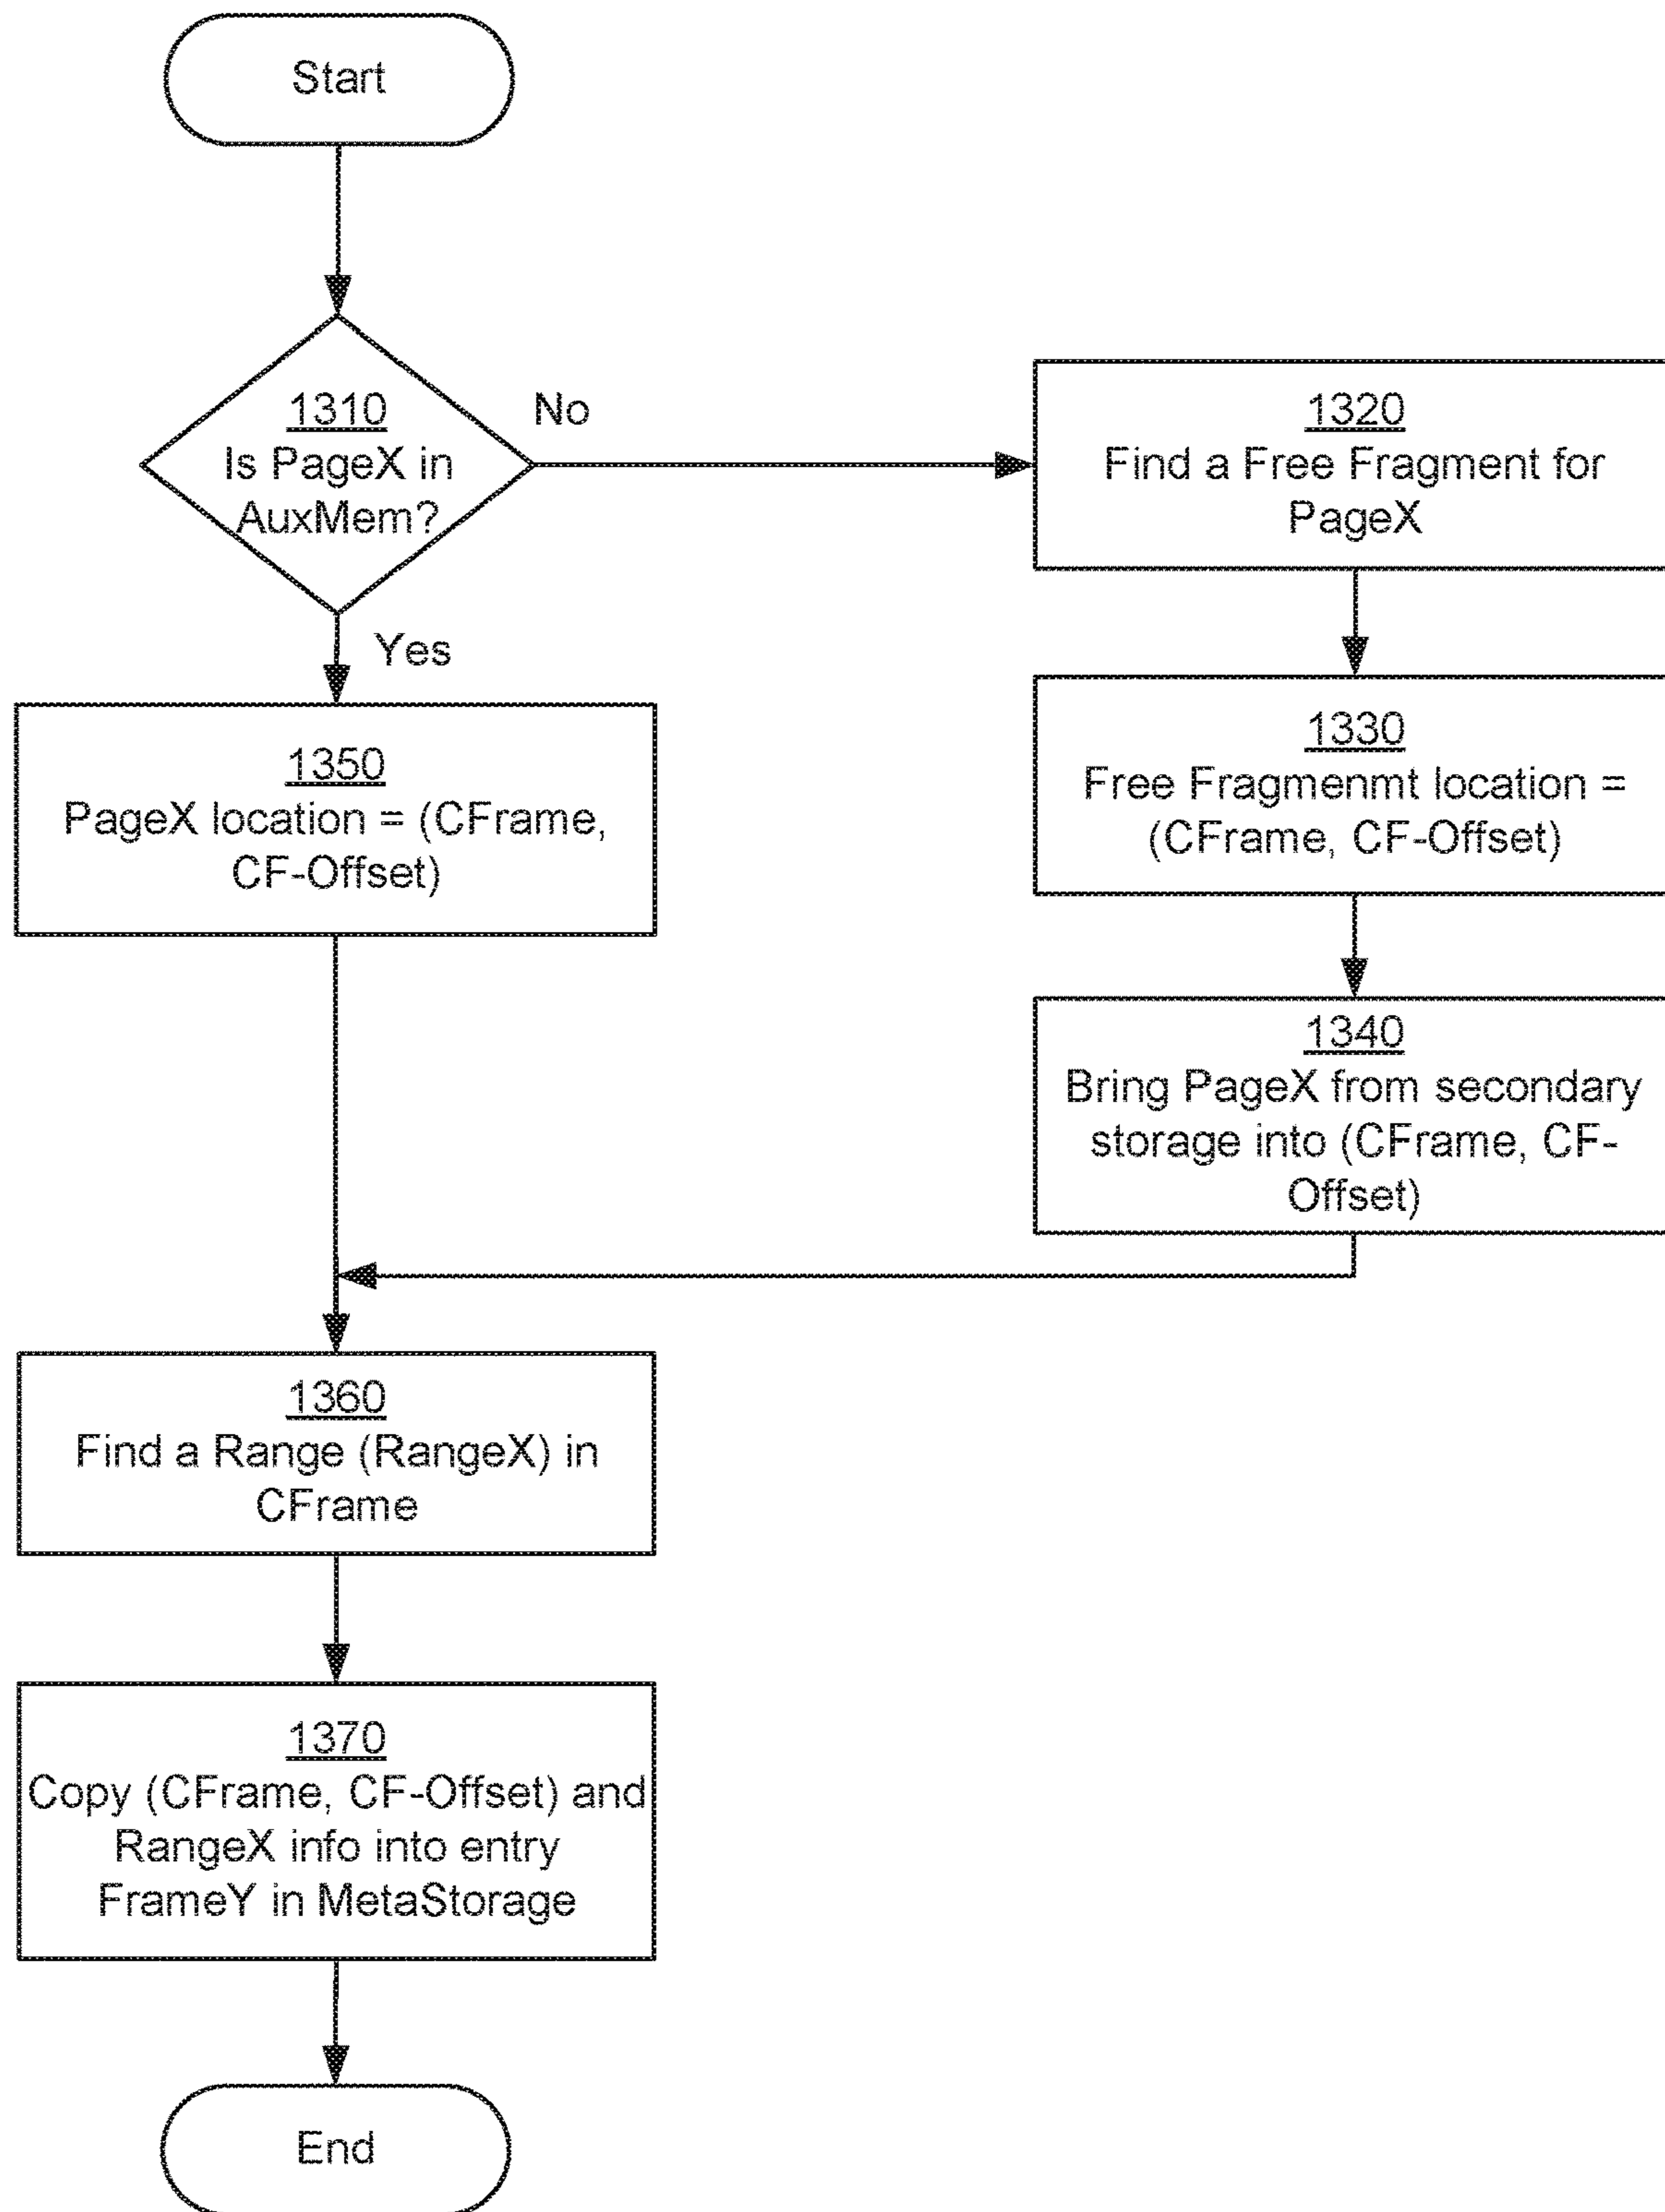 Start
1310
Is PageX in
AuxMem?
No
Yes
1320
Find a Free Fragment for
PageX
1330
Free Fragmenmt location =
(CFrame, CF-Offset)
1340
Bring PageX from secondary
storage into (CFrame, CF-
Offset)
1350
PageX location = (CFrame,
CF-Offset)
1360
Find a Range (RangeX) in
CFrame
1370
Copy (CFrame, CF-Offset) and
RangeX info into entry
FrameY in MetaStorage
End